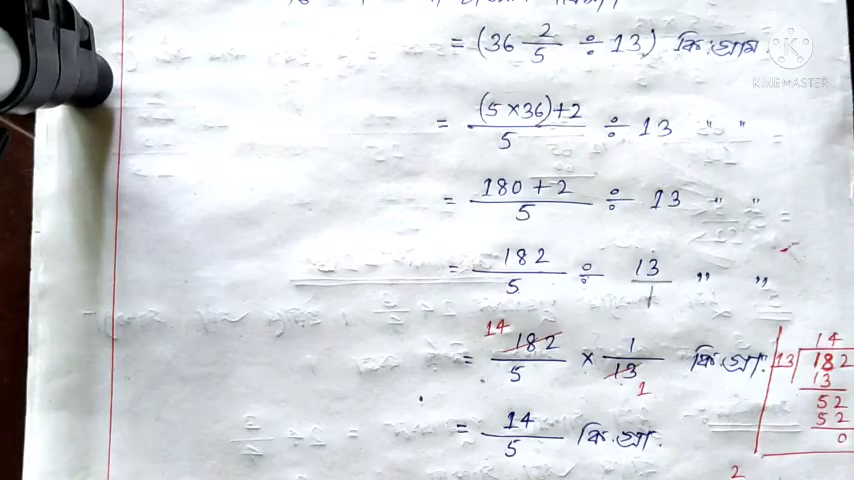 = (36 2/5 ÷ 13) কি.গ্রাম
KINEMASTER
= (5×36)+2/5 ÷ 13 " "
= 180+2/5 ÷ 13 " "
= 182/5 ÷ 13/1 " "
14
= 182/5 × 1/13 কি.গ্রা.
1
= 14/5 কি.গ্রা.
14
13 182
13
52
52
0
2